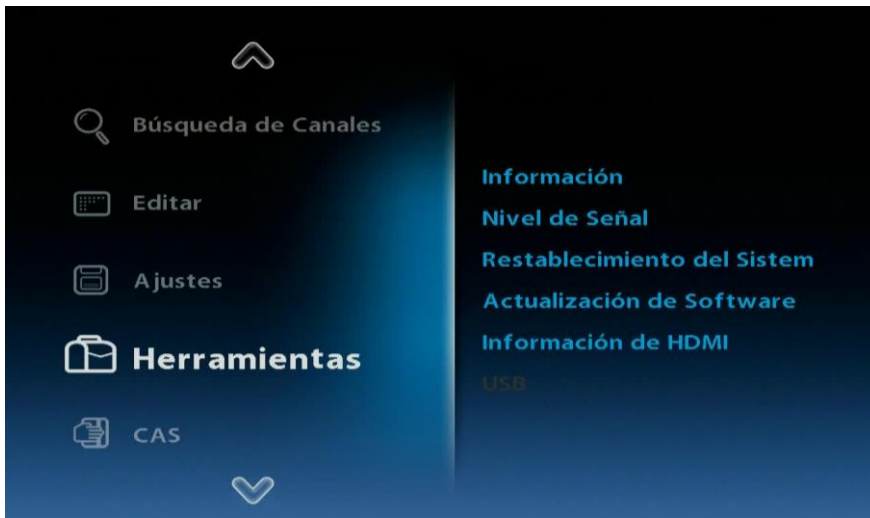 Búsqueda de Canales
Editar
Ajustes
Herramientas
CAS
Información
Nivel de Señal
Restablecimiento del Sistem
Actualización de Software
Información de HDMI
USB